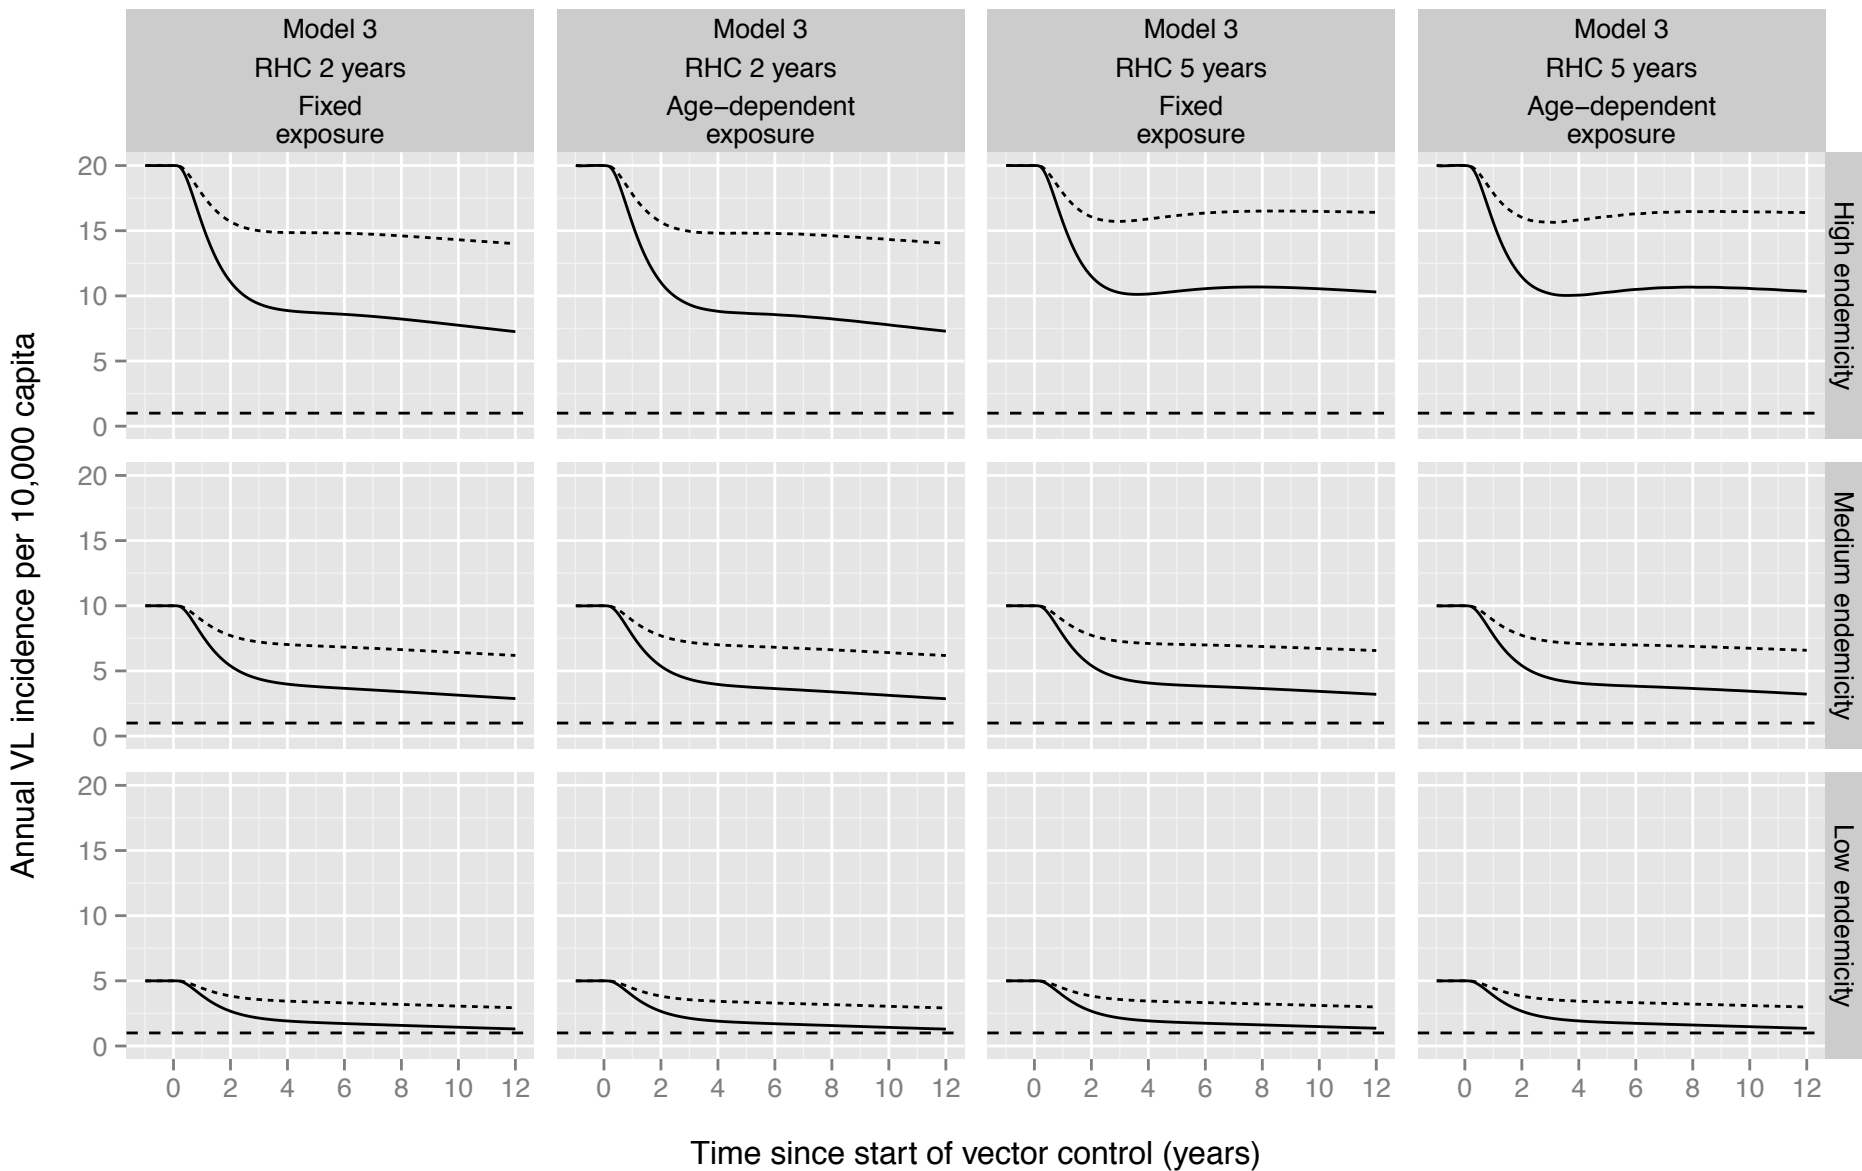 Model 3
RHC 2 years
Fixed
exposure
Model 3
RHC 2 years
Age−dependent
exposure
Model 3
RHC 5 years
Fixed
exposure
Model 3
RHC 5 years
Age−dependent
exposure
Annual VL incidence per 10,000 capita
20
15
10
5
0
High endemicity
20
15
10
5
0
Medium endemicity
20
15
10
5
0
Low endemicity
0 2 4 6 8 10 12
0 2 4 6 8 10 12
0 2 4 6 8 10 12
0 2 4 6 8 10 12
Time since start of vector control (years)